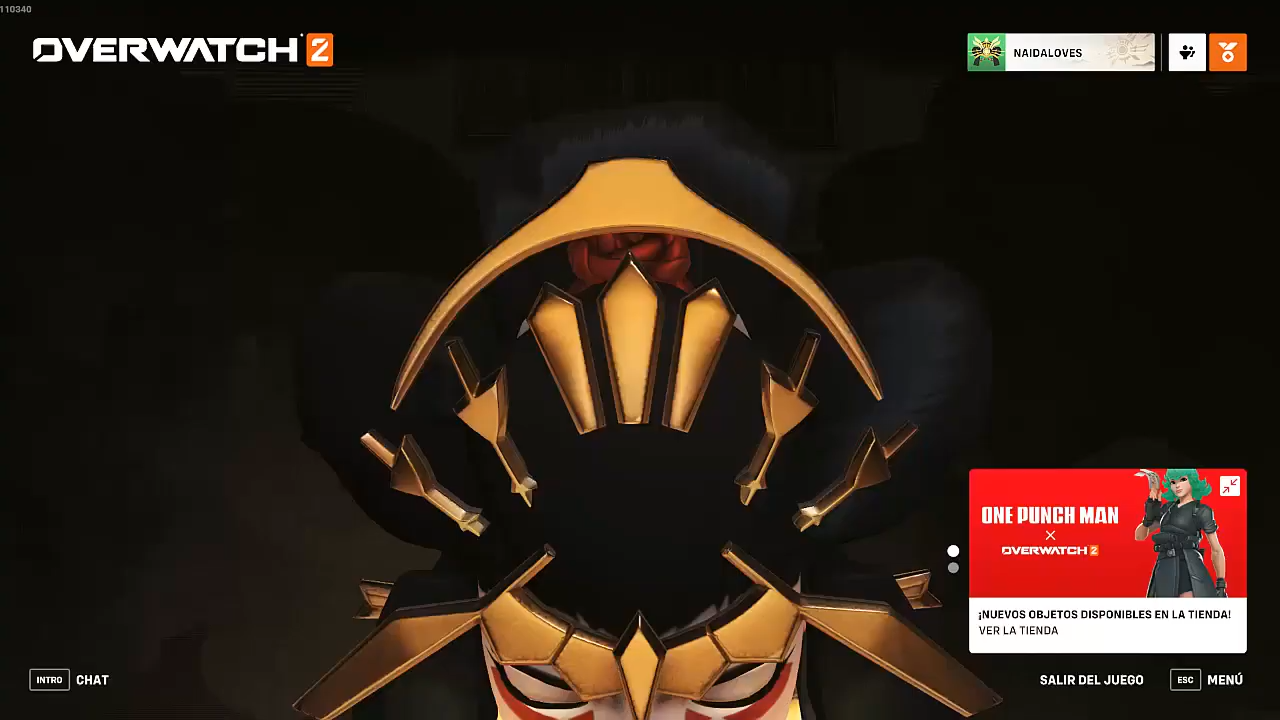 110340
OVERWATCH 2
NAIDALOVES
ONE PUNCH MAN
×
OVERWATCH 2
¡NUEVOS OBJETOS DISPONIBLES EN LA TIENDA!
VER LA TIENDA
INTRO CHAT
SALIR DEL JUEGO
ESC MENÚ